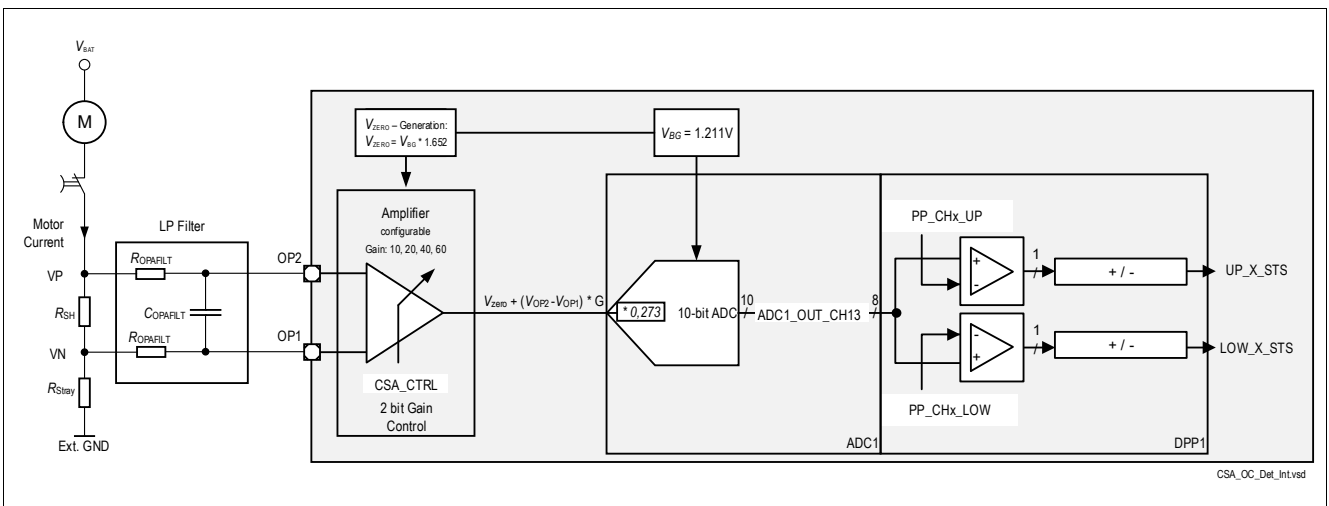 VBAT
M
Motor
Current
VP
RSH
VN
RStray
Ext. GND
LP Filter
ROPAFILT
COPAFILT
ROPAFILT
OP2
OP1
VZERO – Generation:
VZERO = VBG * 1.652
VBG = 1.211V
Amplifier
configurable
Gain: 10, 20, 40, 60
CSA_CTRL
2 bit Gain
Control
Vzero + (VOP2 -VOP1) * G
* 0,273
10-bit ADC
10
ADC1_OUT_CH13
8
ADC1
PP_CHx_UP
+
-
1
+ / -
UP_X_STS
-
+
1
+ / -
LOW_X_STS
PP_CHx_LOW
DPP1
CSA_OC_Det_Int.vsd